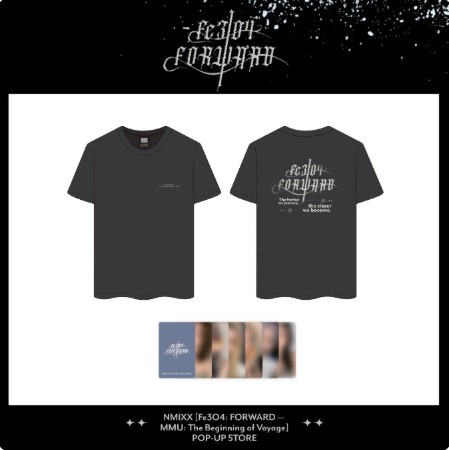 Fe3O4
FORWARD
Fe3O4
FORWARD
The further
we journey,
the closer
we become.
Fe3O4
FORWARD
NMIXX [Fe3O4: FORWARD —
MMU: The Beginning of Voyage]
POP-UP STORE